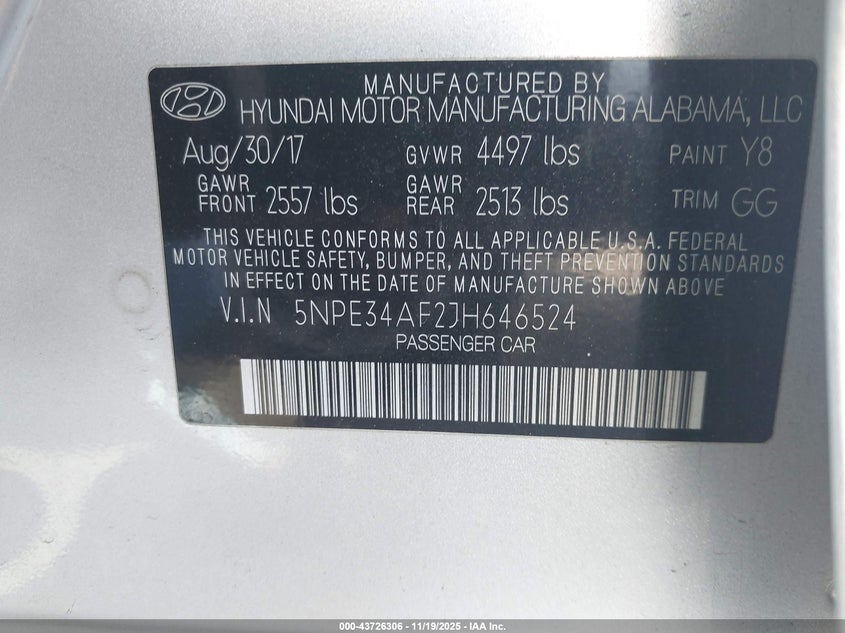 MANUFACTURED BY
HYUNDAI MOTOR MANUFACTURING ALABAMA, LLC
Aug/30/17 GVWR 4497 lbs PAINT Y8
GAWR FRONT 2557 lbs GAWR REAR 2513 lbs TRIM GG
THIS VEHICLE CONFORMS TO ALL APPLICABLE U.S.A. FEDERAL
MOTOR VEHICLE SAFETY, BUMPER, AND THEFT PREVENTION STANDARDS
IN EFFECT ON THE DATE OF MANUFACTURE SHOWN ABOVE
V.I.N 5NPE34AF2JH646524
PASSENGER CAR
000-43726306 - 11/19/2025 - IAA Inc.